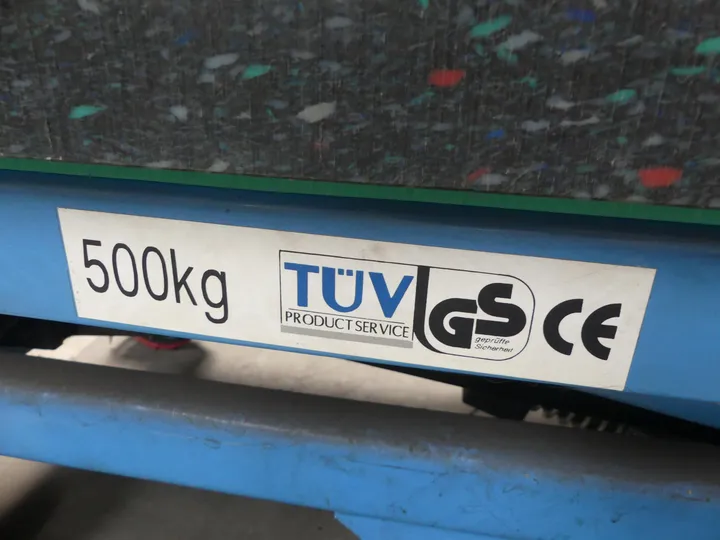 500kg
TÜV
PRODUCT SERVICE
GS
geprüfte
Sicherheit
CE